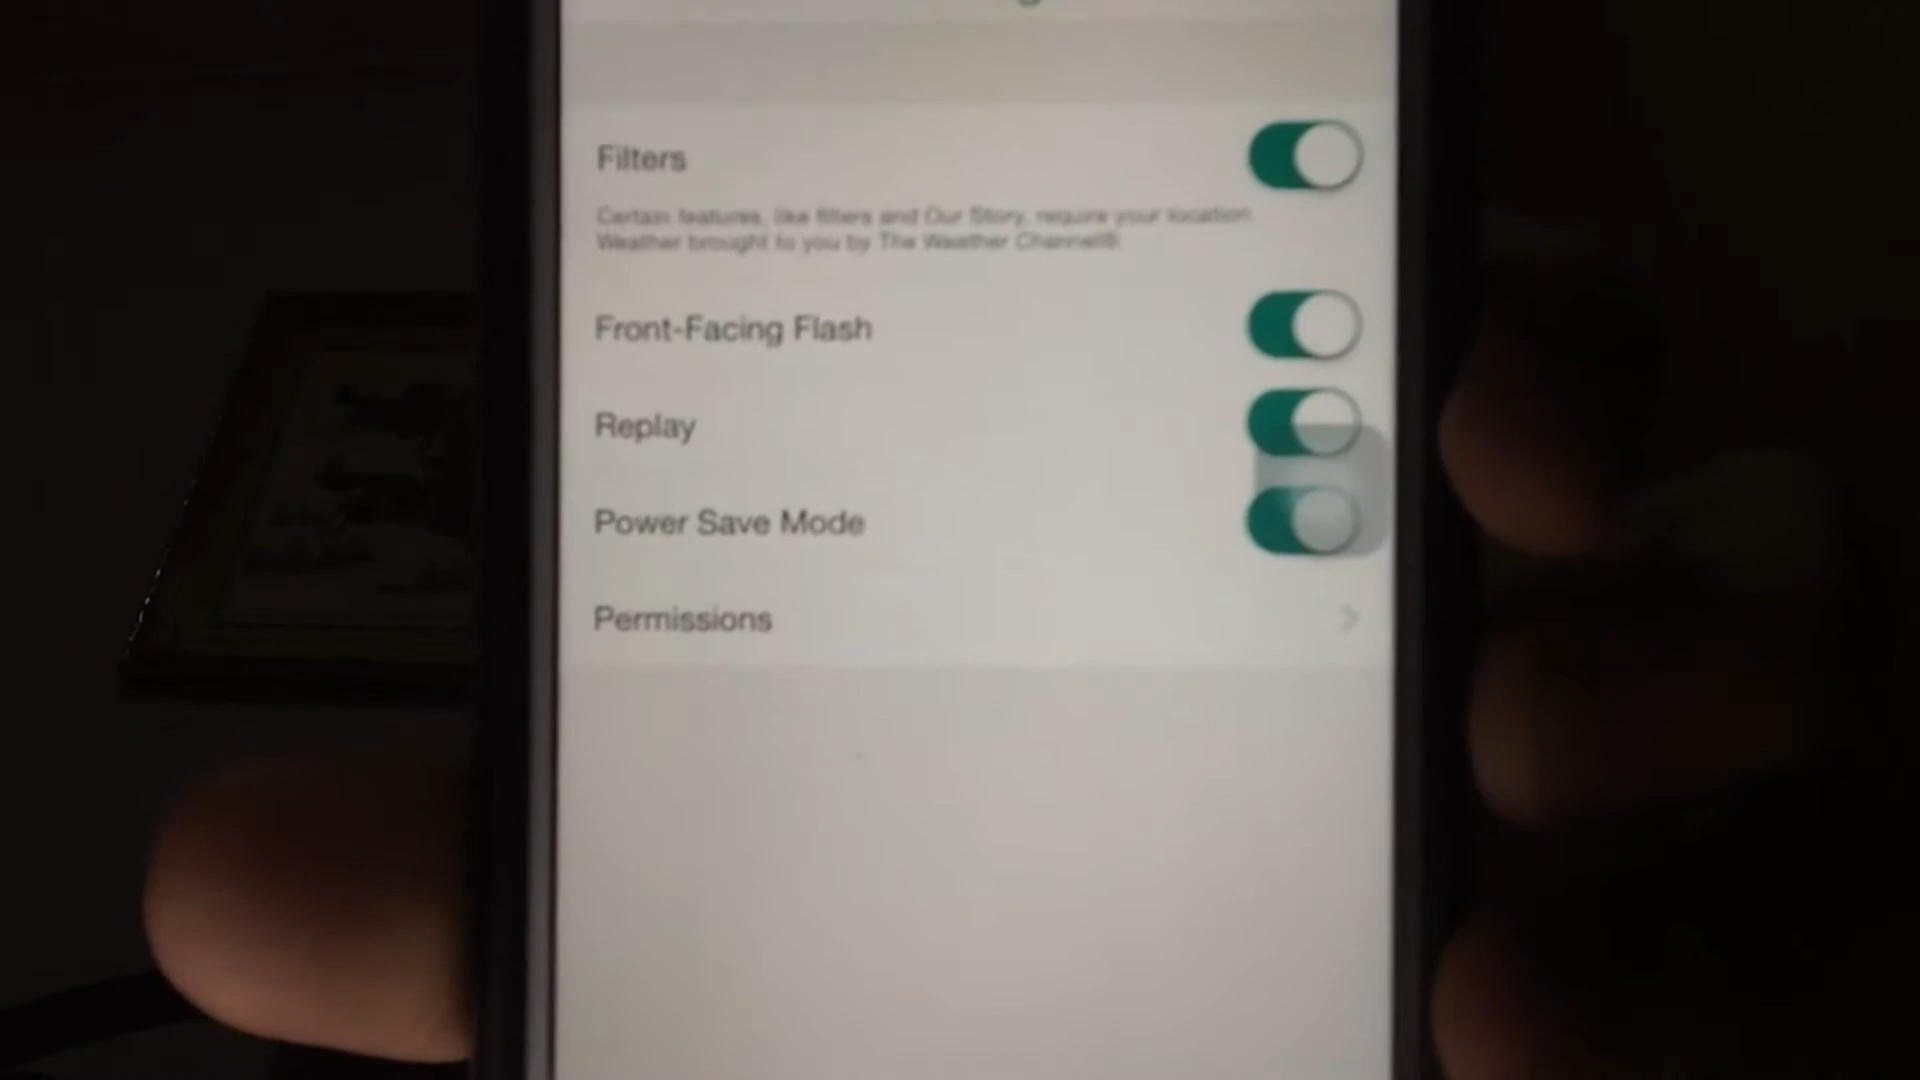 Filters
Certain features, like filters and Our Story, require your location.
Weather brought to you by The Weather Channel®
Front-Facing Flash
Replay
Power Save Mode
Permissions